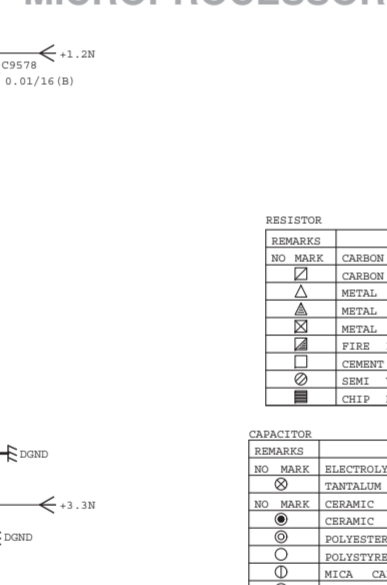 MICROPROCESSOR
+1.2N
C9578
0.01/16(B)
RESISTOR
REMARKS
NO MARK CARBON
CARBON
METAL
METAL
METAL
FIRE
CEMENT
SEMI
CHIP
DGND
CAPACITOR
REMARKS
NO MARK ELECTROLY
TANTALUM
NO MARK CERAMIC
CERAMIC
POLYESTER
POLYSTYRE
MICA CA
+3.3N
DGND